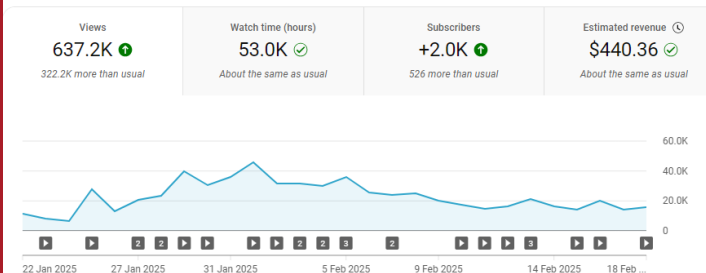 Views
637.2K
322.2K more than usual
Watch time (hours)
53.0K
About the same as usual
Subscribers
+2.0K
526 more than usual
Estimated revenue
$440.36
About the same as usual
60.0K
40.0K
20.0K
0
2 2 2 2 3 2 3
22 Jan 2025 27 Jan 2025 31 Jan 2025 5 Feb 2025 9 Feb 2025 14 Feb 2025 18 Feb ...